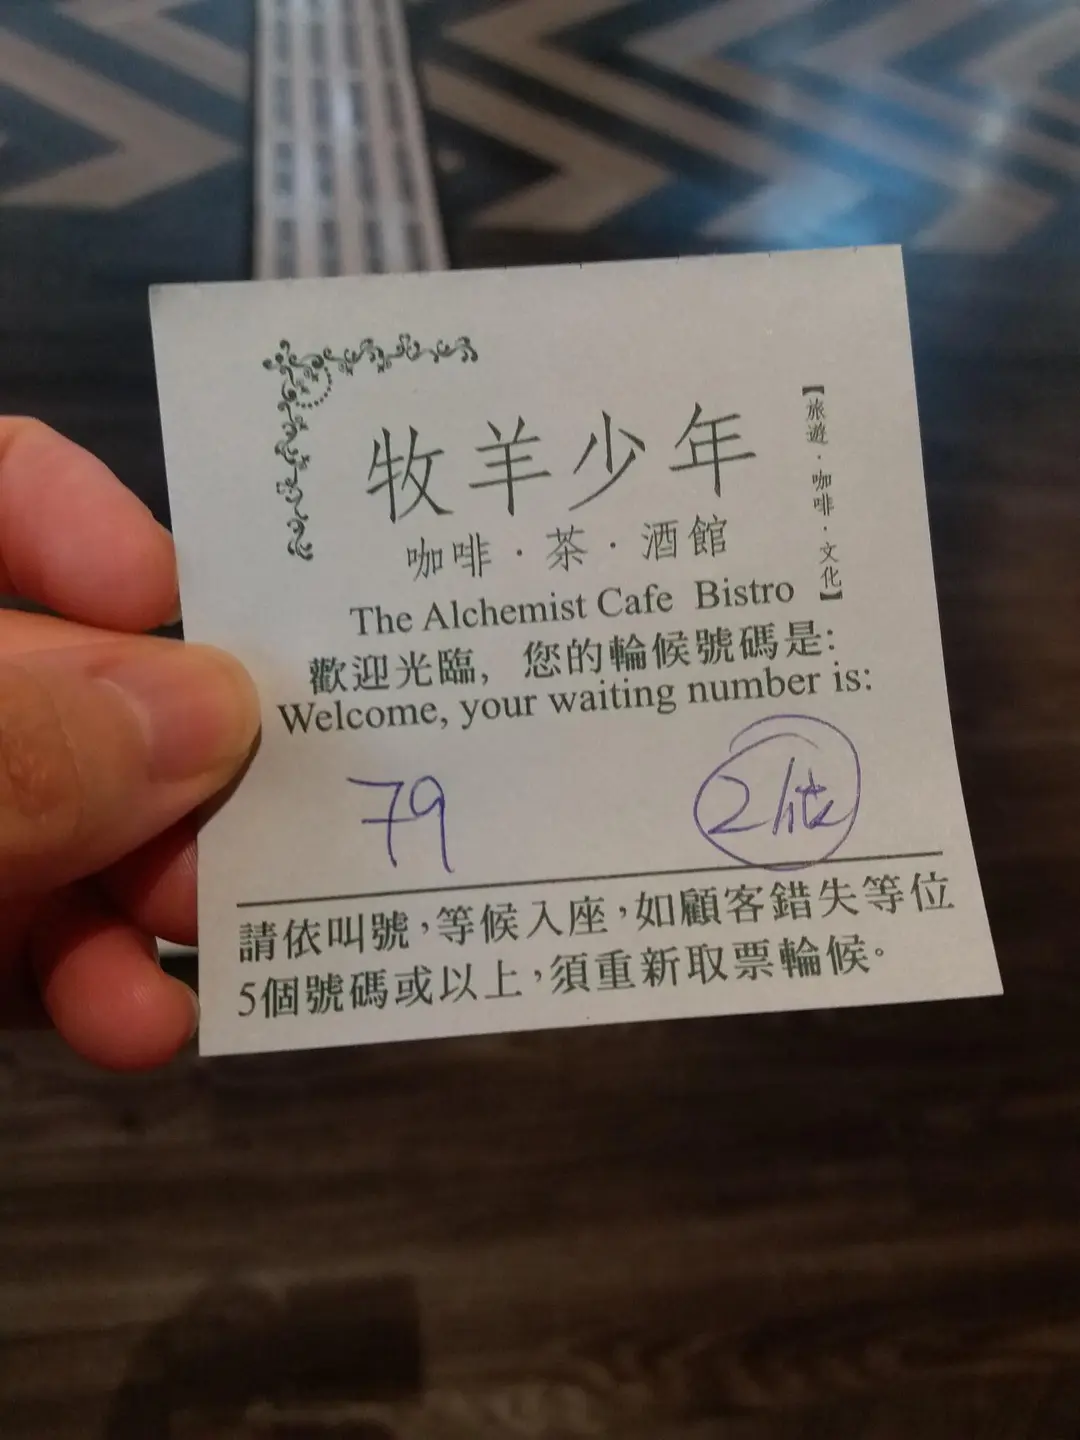 牧羊少年
咖啡·茶·酒館
【旅遊·咖啡·文化】
The Alchemist Cafe Bistro
歡迎光臨, 您的輪候號碼是:
Welcome, your waiting number is:
79
2位
請依叫號，等候入座，如顧客錯失等位
5個號碼或以上，須重新取票輪候。